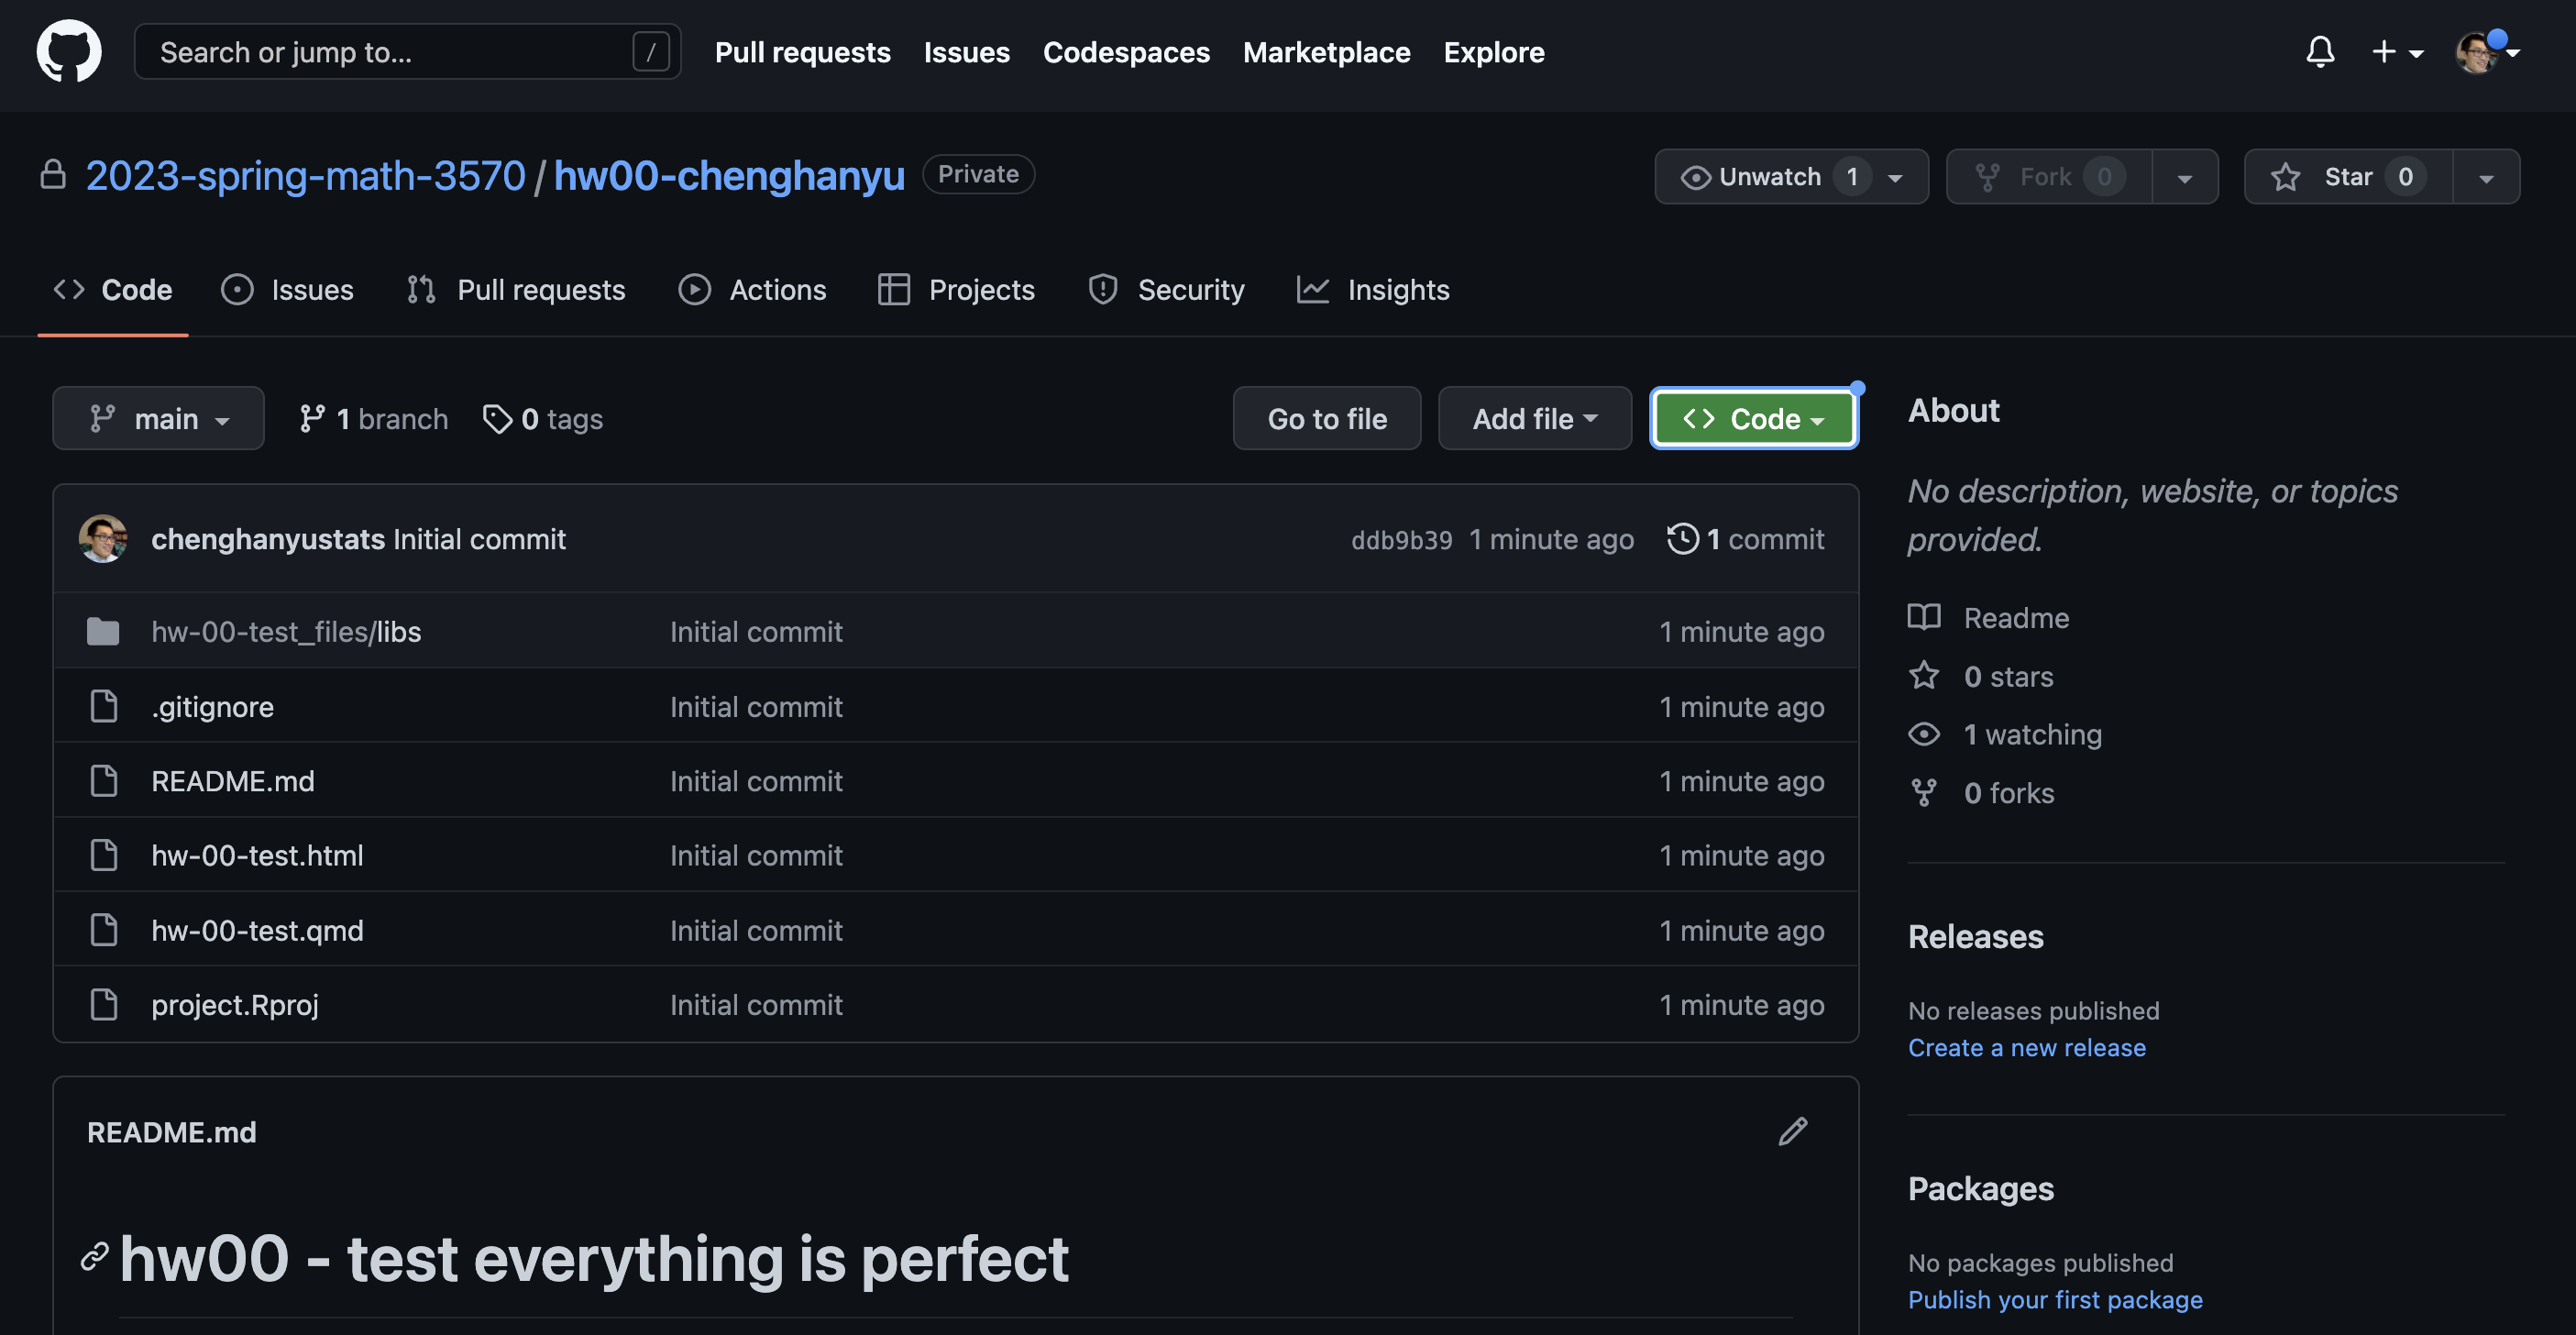 Search or jump to... / Pull requests Issues Codespaces Marketplace Explore
2023-spring-math-3570 / hw00-chenghanyu Private Unwatch 1 Fork 0 Star 0
Code Issues Pull requests Actions Projects Security Insights
main 1 branch 0 tags Go to file Add file Code
chenghanyustats Initial commit ddb9b39 1 minute ago 1 commit
hw-00-test_files/libs Initial commit 1 minute ago
.gitignore Initial commit 1 minute ago
README.md Initial commit 1 minute ago
hw-00-test.html Initial commit 1 minute ago
hw-00-test.qmd Initial commit 1 minute ago
project.Rproj Initial commit 1 minute ago
README.md
hw00 - test everything is perfect
About
No description, website, or topics
provided.
Readme
0 stars
1 watching
0 forks
Releases
No releases published
Create a new release
Packages
No packages published
Publish your first package